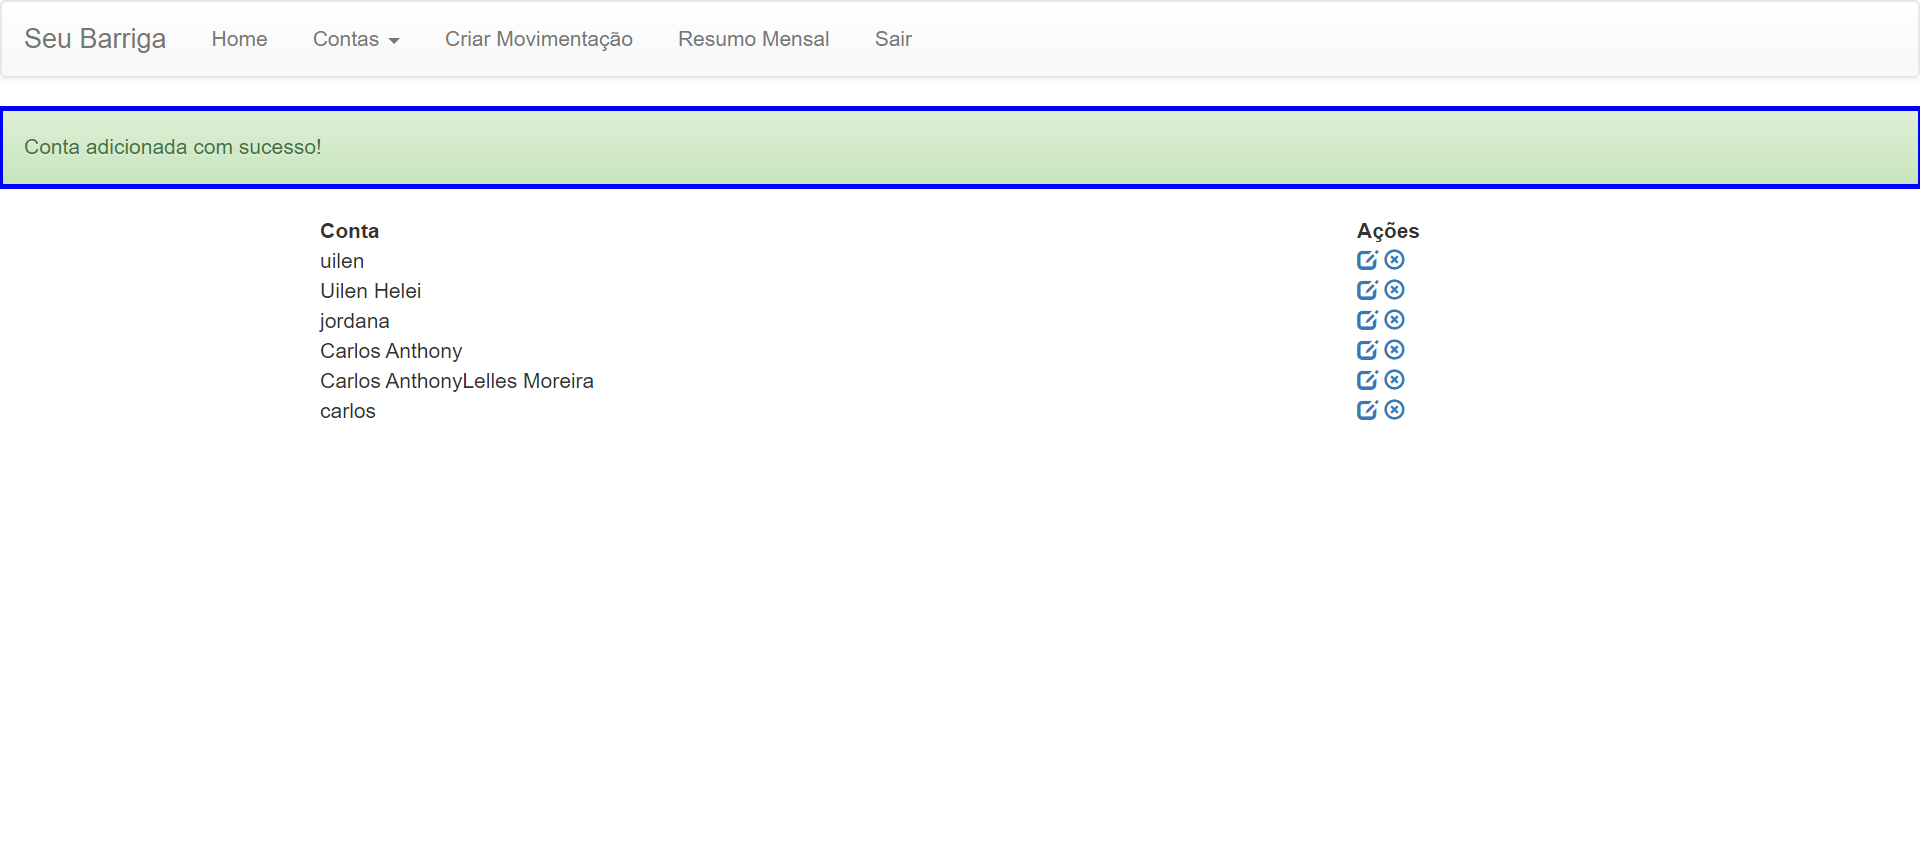 Seu Barriga Home Contas Criar Movimentação Resumo Mensal Sair
Conta adicionada com sucesso!
Conta Ações
uilen
Uilen Helei
jordana
Carlos Anthony
Carlos AnthonyLelles Moreira
carlos